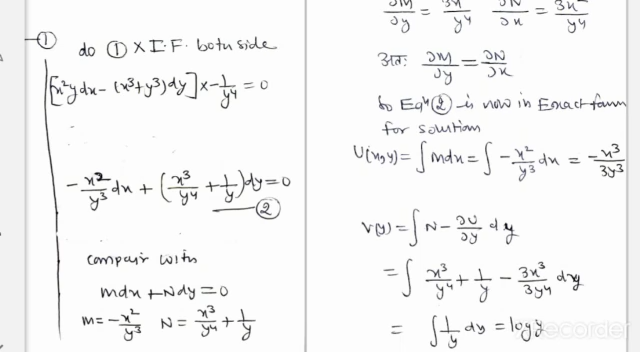 ①
do ① X I.F. both side
[x²y dx - (x³+y³) dy] x -1/y⁴ = 0
-x²/y³ dx + (x³/y⁴ + 1/y) dy = 0
②
compair with
mdx + Ndy = 0
M = -x²/y³ N = x³/y⁴ + 1/y
∂M/∂y = 3x²/y⁴ ∂N/∂x = 3x²/y⁴
अतः ∂M/∂y = ∂N/∂x
so Eqⁿ ② is now in Exact form
for solution
U(x,y) = ∫ Mdx = ∫ -x²/y³ dx = -x³/3y³
V(y) = ∫ N - ∂U/∂y dy
= ∫ x³/y⁴ + 1/y - 3x³/3y⁴ dy
= ∫ 1/y dy = log y
Recorder